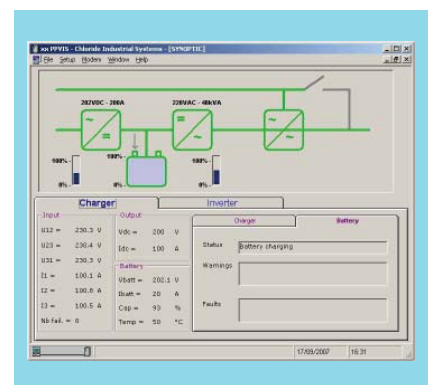 xx PPVIS - Chloride Industrial Systems - [SYNOPTIC]
File Setup Modem Window Help
202VDC - 200A
220VAC - 40kVA
100%
100%
100%
0%
0%
0%
Charger
Inverter
Input
U12 = 230.3 V
U23 = 230.4 V
U31 = 230.3 V
I1 = 100.1 A
I2 = 100.8 A
I3 = 100.5 A
Nb fail. = 0
Output
Vdc = 200 V
Idc = 100 A
Battery
Vbatt = 202.1 V
Ibatt = 20 A
Cap = 93 %
Temp = 50 °C
Charger
Battery
Status Battery charging
Warnings
Faults
17/09/2007 16:31